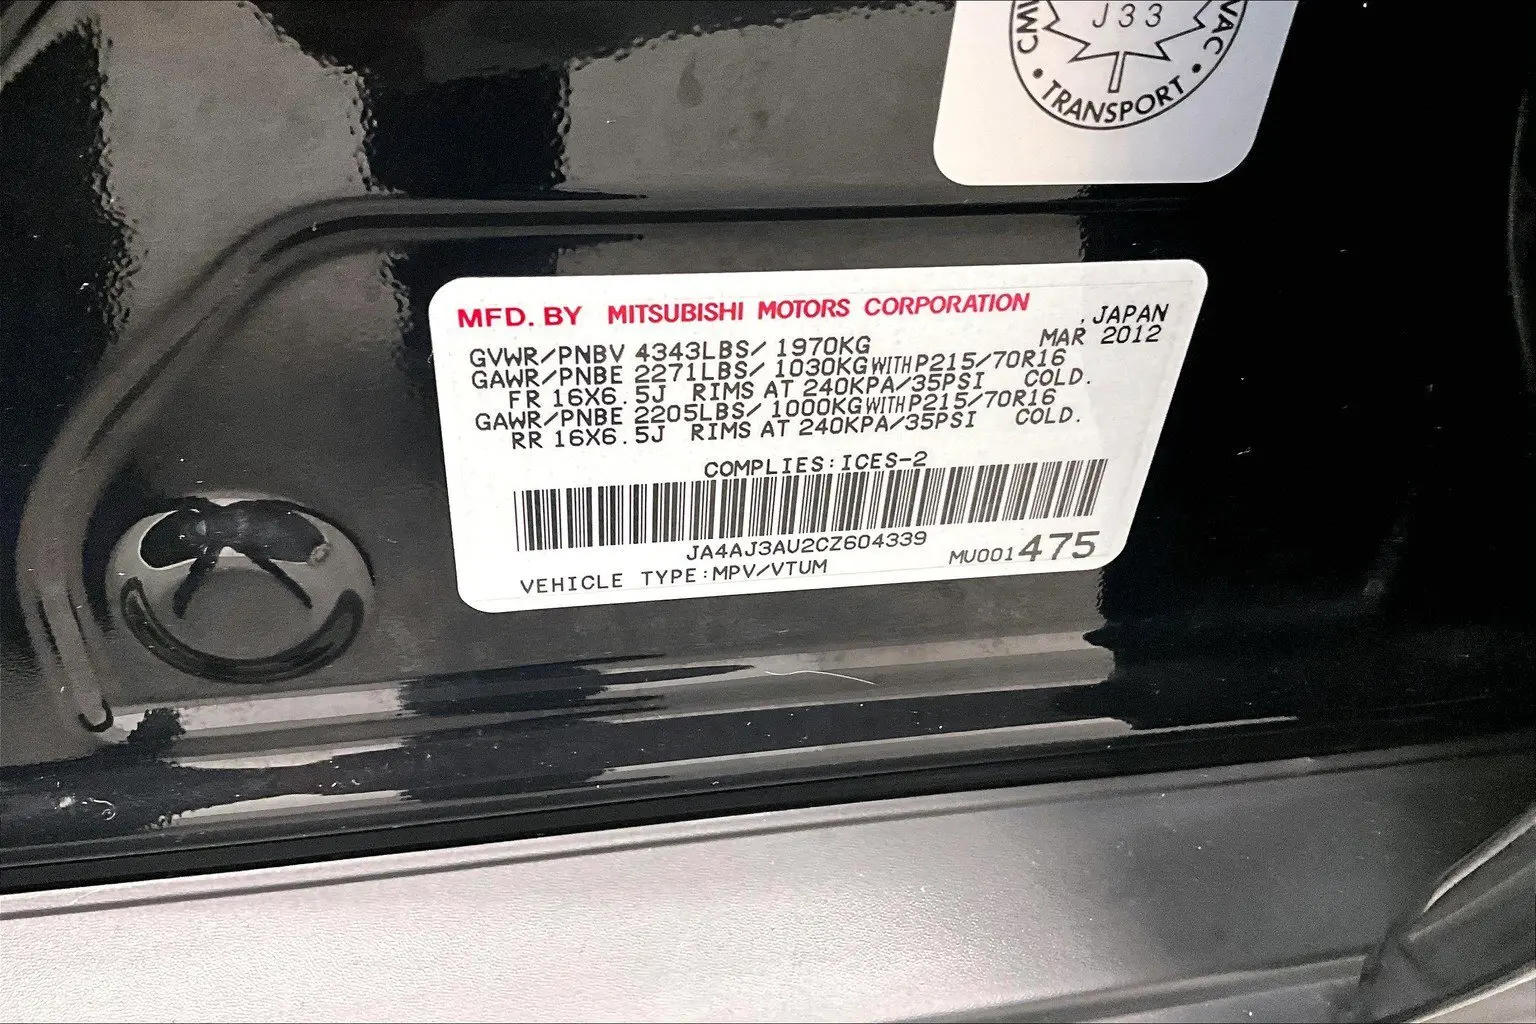 J33
TRANSPORT
MFD. BY MITSUBISHI MOTORS CORPORATION
, JAPAN
MAR 2012
GVWR/PNBV 4343LBS/ 1970KG
GAWR/PNBE 2271LBS/ 1030KG WITH P215/70R16
FR 16X6.5J RIMS AT 240KPA/35PSI COLD.
GAWR/PNBE 2205LBS/ 1000KG WITH P215/70R16
RR 16X6.5J RIMS AT 240KPA/35PSI COLD.
COMPLIES:ICES-2
JA4AJ3AU2CZ604339
MU001475
VEHICLE TYPE:MPV/VTUM